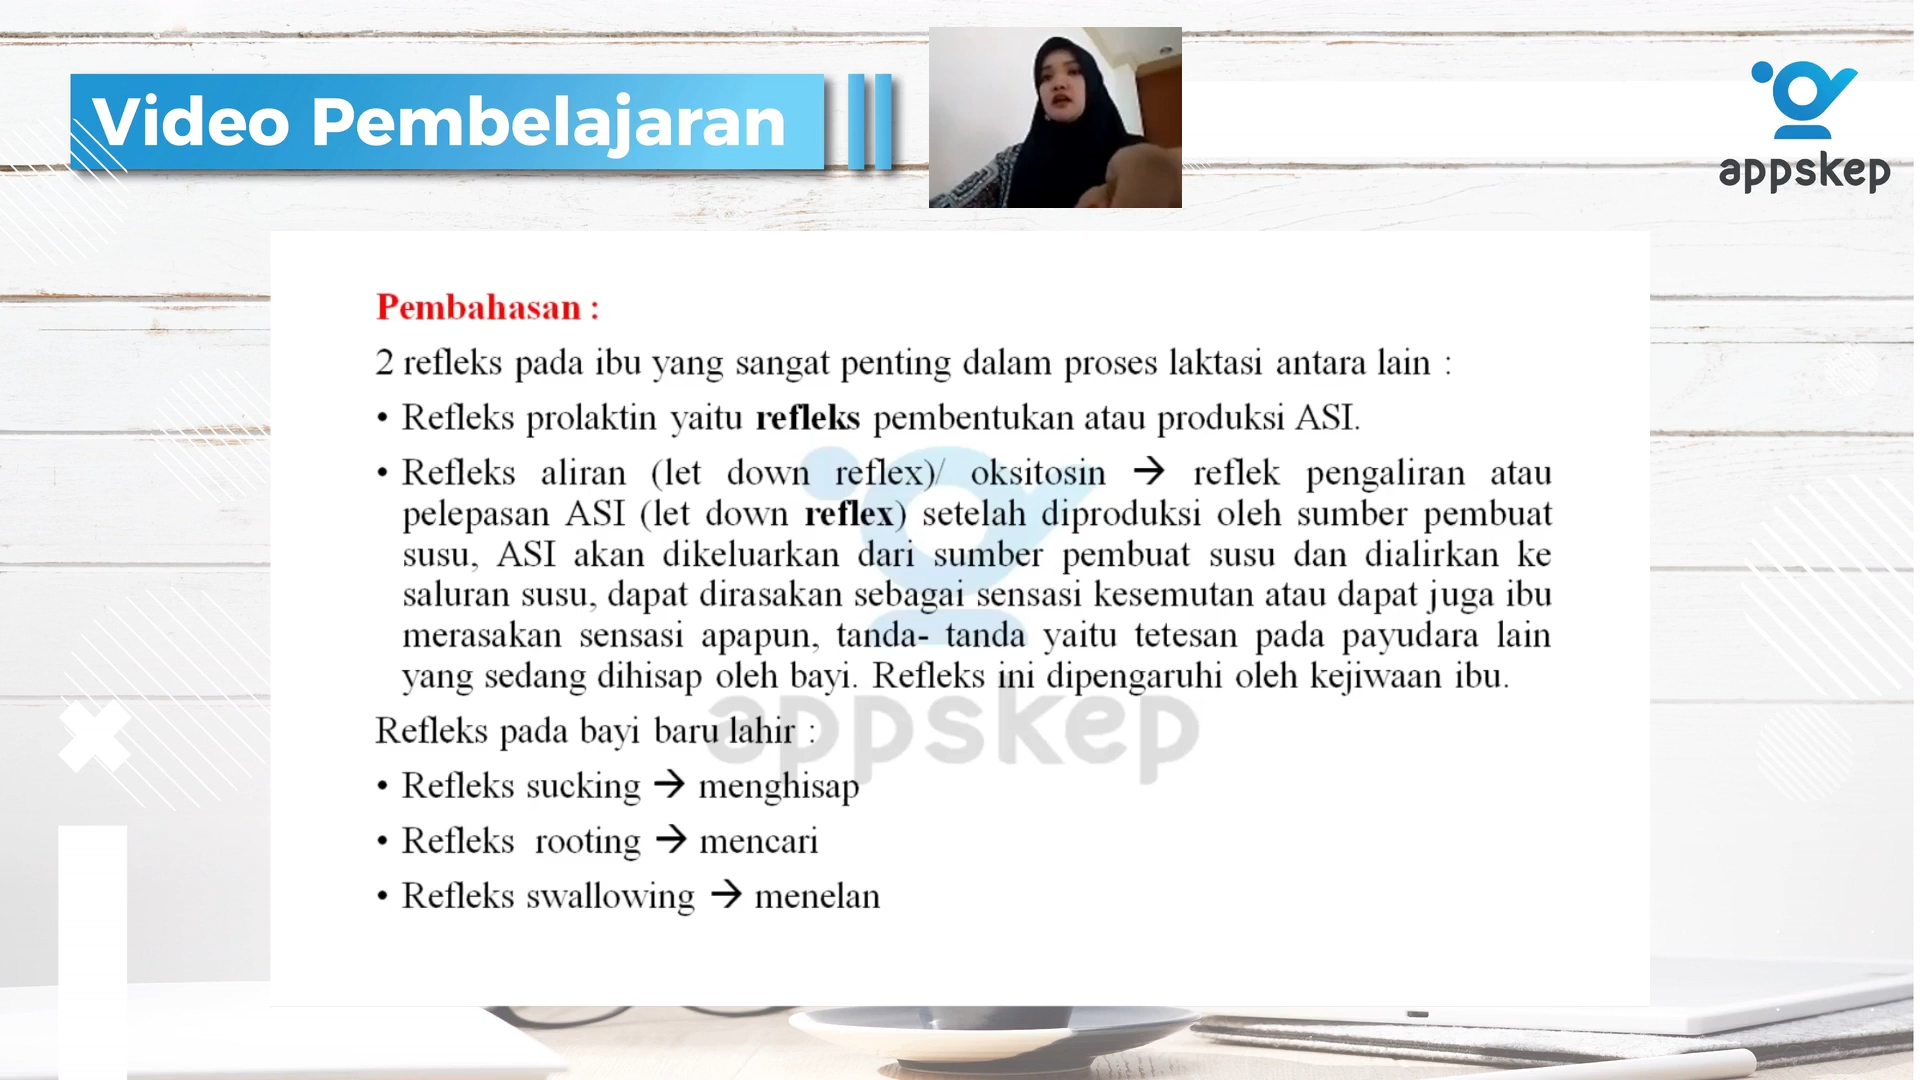 Video Pembelajaran
appskep
Pembahasan :
2 refleks pada ibu yang sangat penting dalam proses laktasi antara lain :
• Refleks prolaktin yaitu refleks pembentukan atau produksi ASI.
• Refleks aliran (let down reflex)/ oksitosin → reflek pengaliran atau
pelepasan ASI (let down reflex) setelah diproduksi oleh sumber pembuat
susu, ASI akan dikeluarkan dari sumber pembuat susu dan dialirkan ke
saluran susu, dapat dirasakan sebagai sensasi kesemutan atau dapat juga ibu
merasakan sensasi apapun, tanda- tanda yaitu tetesan pada payudara lain
yang sedang dihisap oleh bayi. Refleks ini dipengaruhi oleh kejiwaan ibu.
Refleks pada bayi baru lahir :
appskep
• Refleks sucking → menghisap
• Refleks rooting → mencari
• Refleks swallowing → menelan